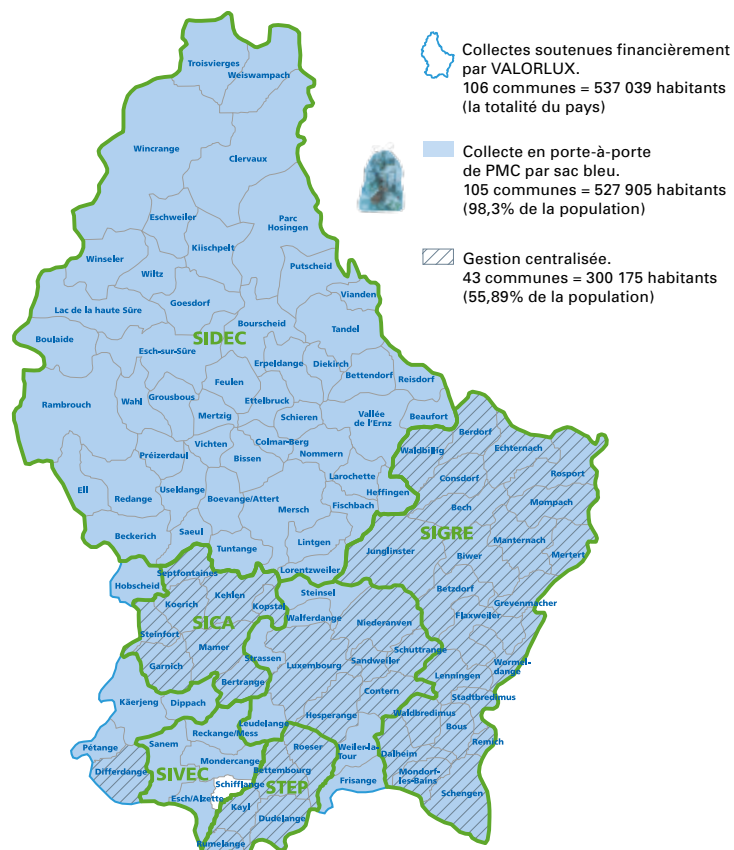 Collectes soutenues financièrement
par VALORLUX.
106 communes = 537 039 habitants
(la totalité du pays)
Collecte en porte-à-porte
de PMC par sac bleu.
105 communes = 527 905 habitants
(98,3% de la population)
Gestion centralisée.
43 communes = 300 175 habitants
(55,89% de la population)
Troisvierges
Weiswampach
Wincrange
Clervaux
Eschweiler
Parc
Hosingen
Kiischpelt
Winseler
Wiltz
Putscheid
Vianden
Goesdorf
Lac de la haute Sûre
Bourscheid
Tandel
SIDEC
Boulaide
Esch-sur-Sûre
Erpeldange
Diekirch
Bettendorf
Reisdorf
Feulen
Rambrouch
Wahl
Grousbous
Ettelbruck
Mertzig
Schieren
Vallée
de l'Ernz
Beaufort
Berdorf
Vichten
Colmar-Berg
Nommern
Waldbillig
Echternach
Préizerdaul
Bissen
Larochette
Consdorf
Rosport
Ell
Redange
Useldange
Boevange/Attert
Heffingen
Mersch
Fischbach
Bech
Mompach
SIGRE
Beckerich
Saeul
Tuntange
Lintgen
Junglinster
Manternach
Biwer
Mertert
Lorentzweiler
Septfontaines
Hobscheid
Kehlen
Steinsel
Betzdorf
Koerich
Kopstal
Walferdange
Niederanven
Grevenmacher
Flaxweiler
SICA
Steinfort
Mamer
Schuttrange
Strassen
Luxembourg
Sandweiler
Garnich
Lenningen
Wormel-
dange
Bertrange
Contern
Stadtbredimus
Käerjeng
Dippach
Hesperange
Waldbredimus
Leudelange
Bous
Reckange/Mess
Remich
Pétange
Sanem
Roeser
Weiler-la-
Tour
Dalheim
Mondercange
Differdange
SIVEC
Bettembourg
Mondorf
-les-Bains
Schifflange
STEP
Frisange
Schengen
Esch/Alzette
Kayl
Dudelange
Rumelange